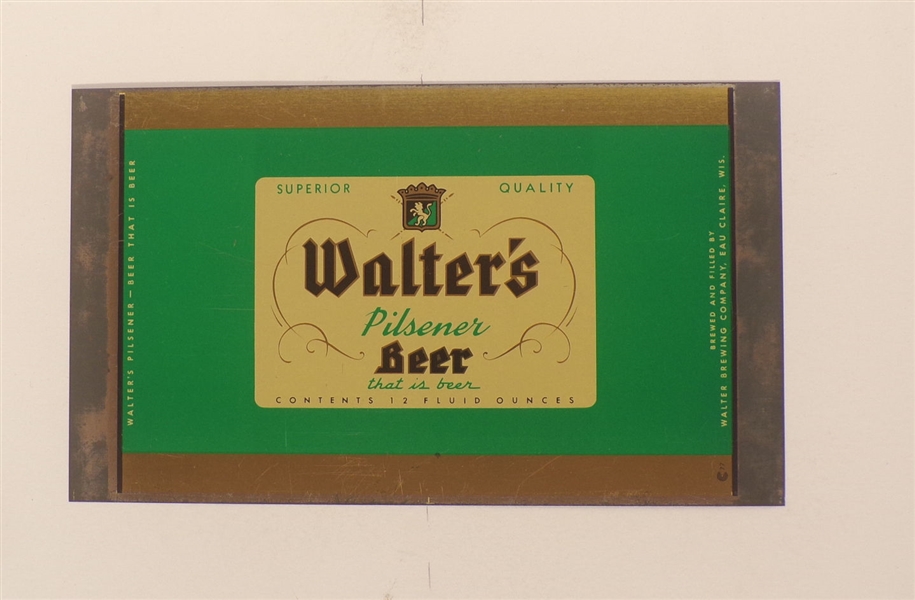 SUPERIOR QUALITY
Walter's
Pilsener
Beer
that is beer
CONTENTS 12 FLUID OUNCES
WALTER'S PILSENER — BEER THAT IS BEER
BREWED AND FILLED BY
WALTER BREWING COMPANY, EAU CLAIRE, WIS.